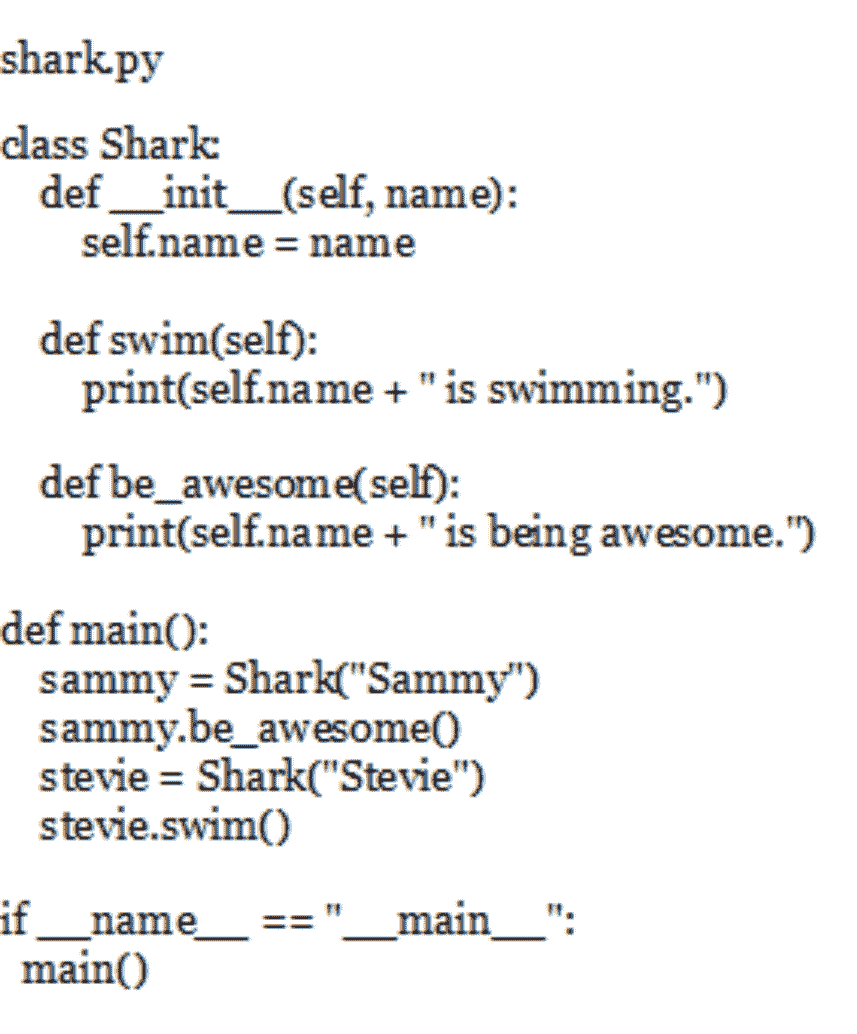 shark.py
class Shark:
    def __init__(self, name):
        self.name = name
    def swim(self):
        print(self.name + " is swimming.")
    def be_awesome(self):
        print(self.name + " is being awesome.")
def main():
    sammy = Shark("Sammy")
    sammy.be_awesome()
    stevie = Shark("Stevie")
    stevie.swim()
if __name__ == "__main__":
  main()